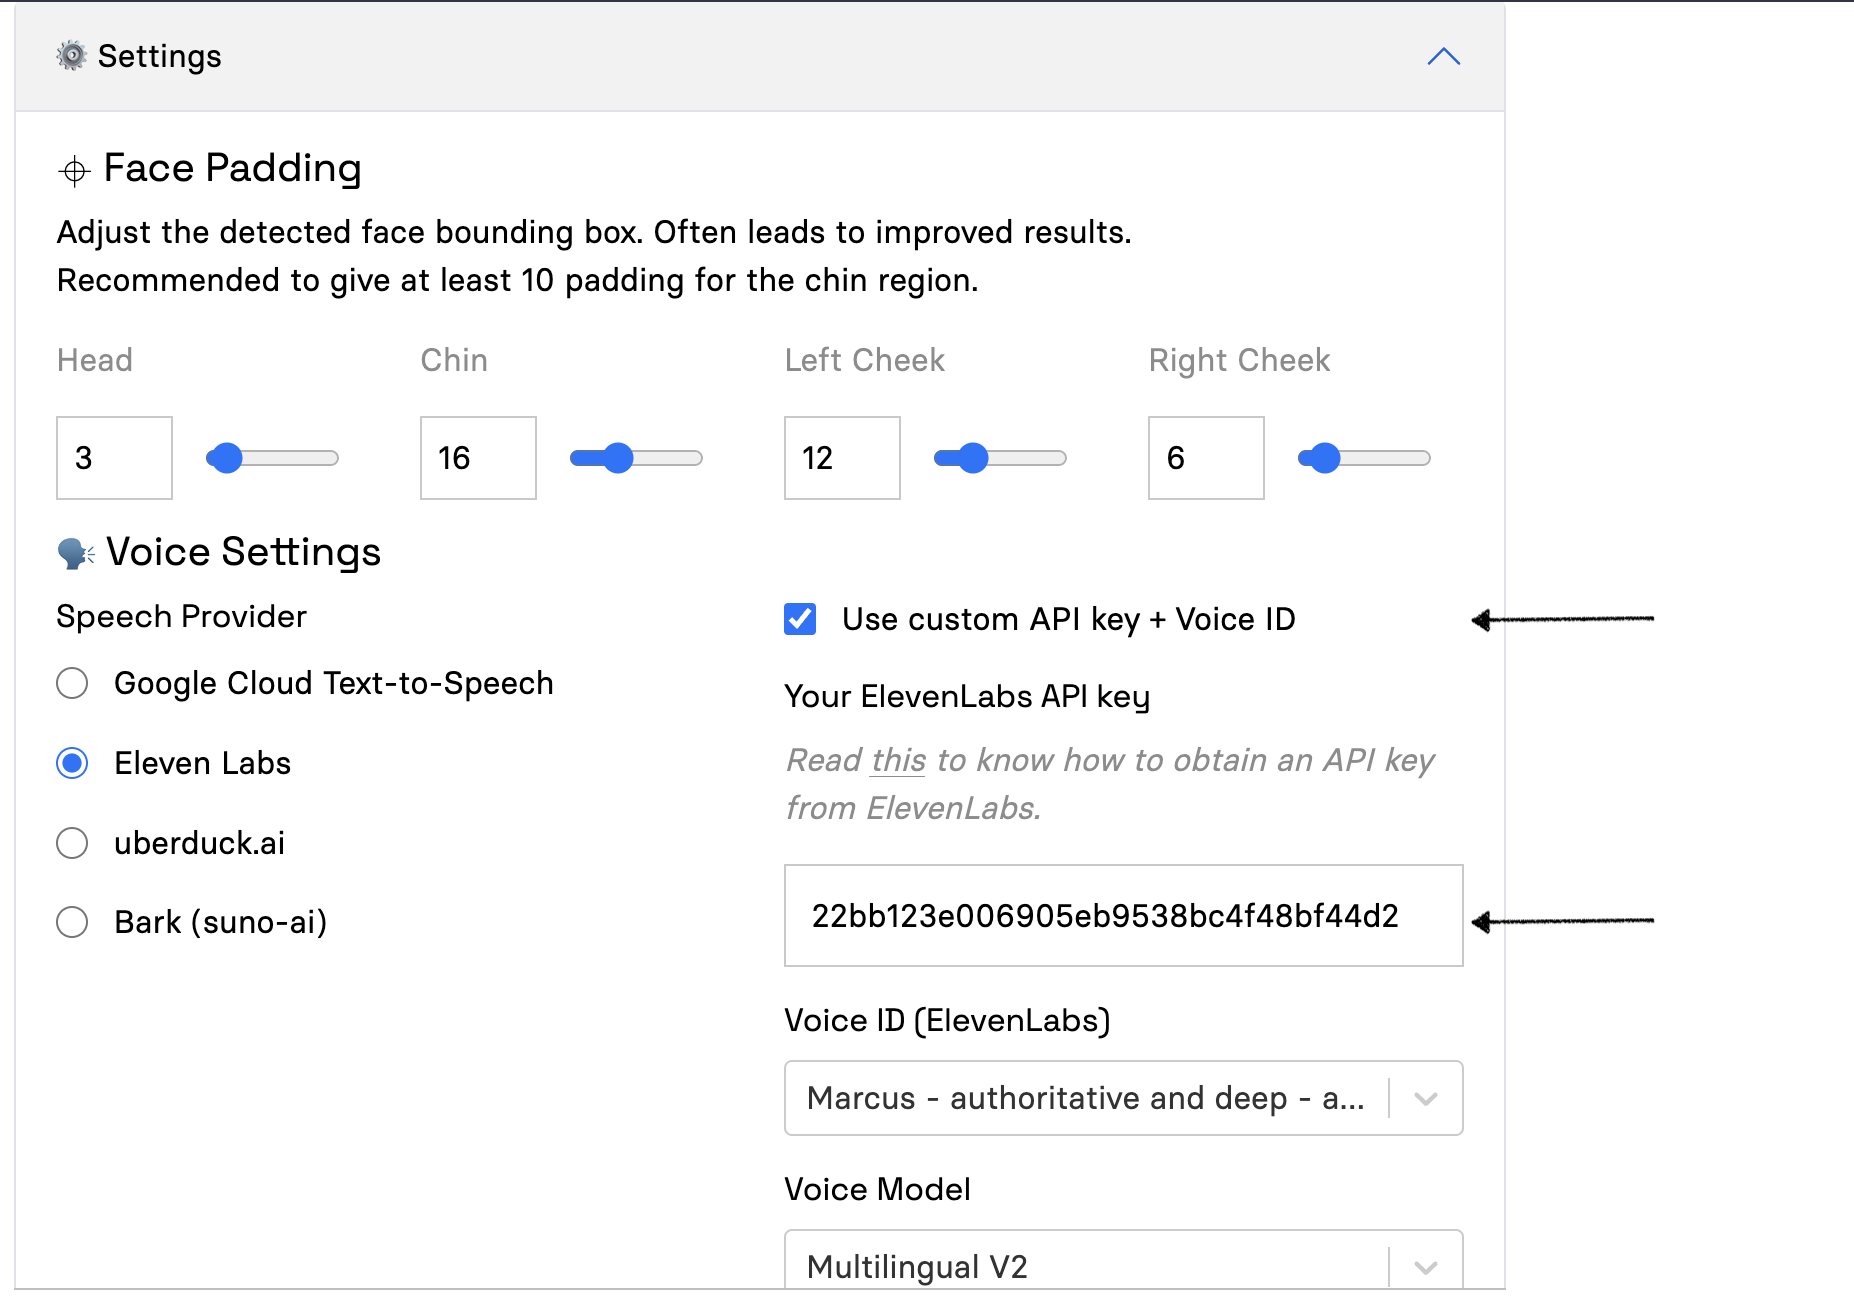 Settings
Face Padding
Adjust the detected face bounding box. Often leads to improved results.
Recommended to give at least 10 padding for the chin region.
Head
Chin
Left Cheek
Right Cheek
3
16
12
6
Voice Settings
Speech Provider
Google Cloud Text-to-Speech
Eleven Labs
uberduck.ai
Bark (suno-ai)
Use custom API key + Voice ID
Your ElevenLabs API key
Read this to know how to obtain an API key
from ElevenLabs.
22bb123e006905eb9538bc4f48bf44d2
Voice ID (ElevenLabs)
Marcus - authoritative and deep - a...
Voice Model
Multilingual V2